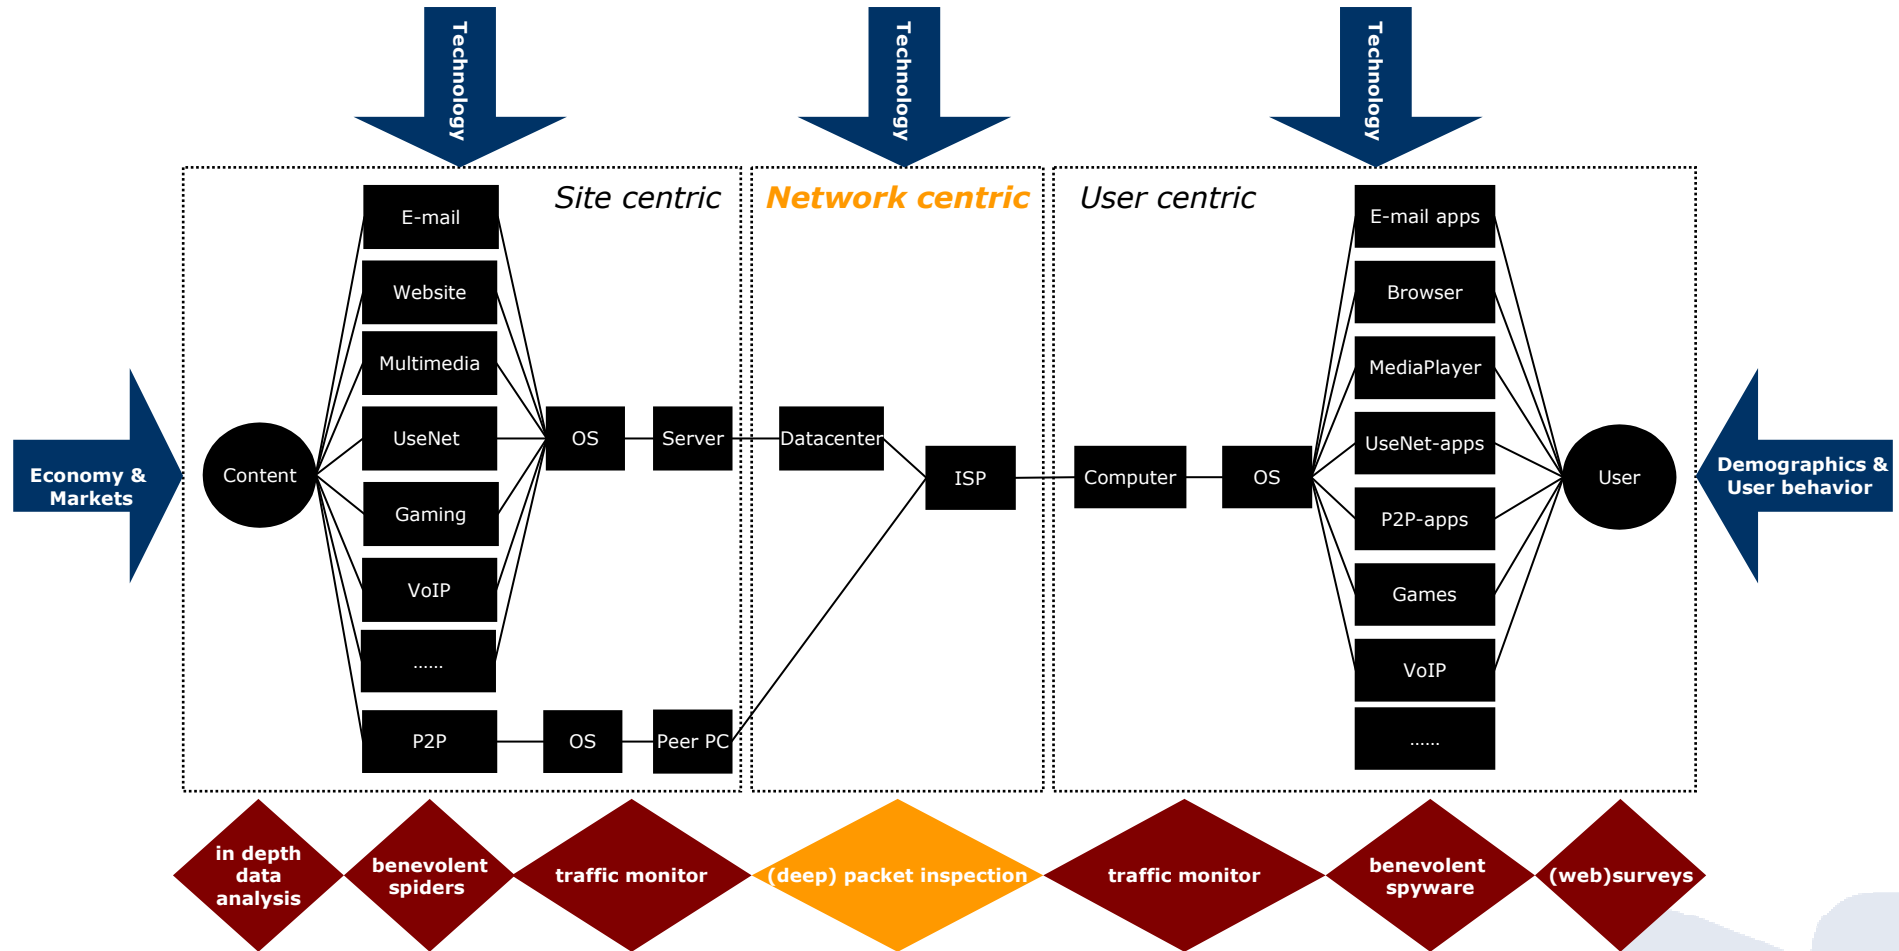 Technology
Technology
Technology
Site centric
Network centric
User centric
E-mail
Website
Multimedia
UseNet
Gaming
VoIP
......
P2P
Content
OS
Server
OS
Peer PC
Datacenter
ISP
Computer
OS
E-mail apps
Browser
MediaPlayer
UseNet-apps
P2P-apps
Games
VoIP
......
User
Economy &
Markets
Demographics &
User behavior
in depth
data
analysis
benevolent
spiders
traffic monitor
(deep) packet inspection
traffic monitor
benevolent
spyware
(web)surveys